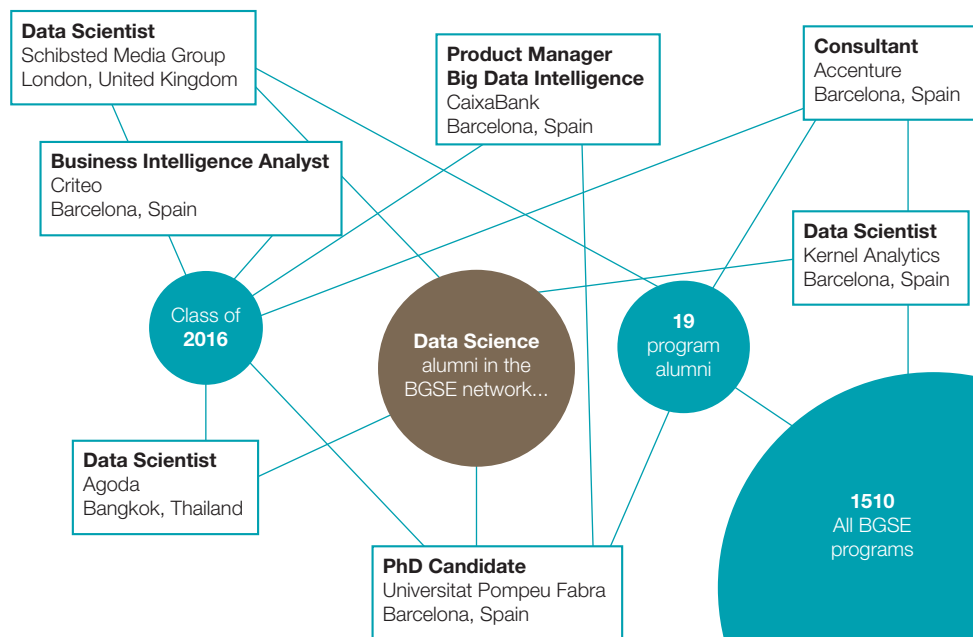 Data Scientist
Schibsted Media Group
London, United Kingdom
Product Manager
Big Data Intelligence
CaixaBank
Barcelona, Spain
Consultant
Accenture
Barcelona, Spain
Business Intelligence Analyst
Criteo
Barcelona, Spain
Data Scientist
Kernel Analytics
Barcelona, Spain
Class of
2016
Data Science
alumni in the
BGSE network...
19
program
alumni
Data Scientist
Agoda
Bangkok, Thailand
1510
All BGSE
programs
PhD Candidate
Universitat Pompeu Fabra
Barcelona, Spain